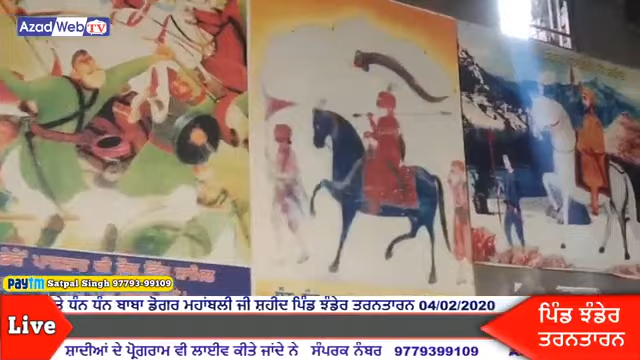 Azad Web TV
Paytm Satpal Singh 97793-99109
ਤੇ ਧੰਨ ਧੰਨ ਬਾਬਾ ਡੋਗਰ ਮਹਾਂਬਲੀ ਜੀ ਸ਼ਹੀਦ ਪਿੰਡ ਝੰਡੇਰ ਤਰਨਤਾਰਨ 04/02/2020
Live
ਪਿੰਡ ਝੰਡੇਰ
ਤਰਨਤਾਰਨ
ਸ਼ਾਦੀਆਂ ਦੇ ਪ੍ਰੋਗਰਾਮ ਵੀ ਲਾਈਵ ਕੀਤੇ ਜਾਂਦੇ ਨੇ ਸੰਪਰਕ ਨੰਬਰ 9779399109